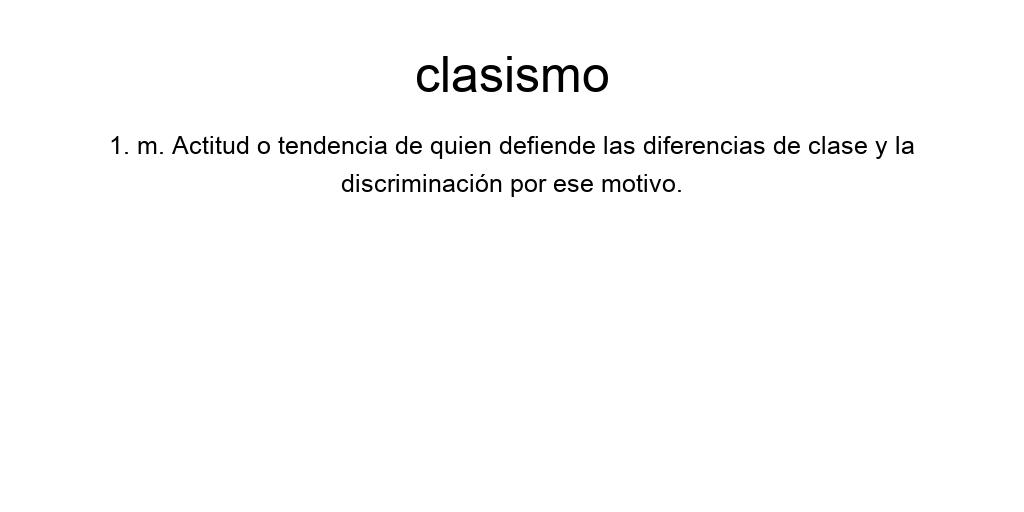 clasismo
1. m. Actitud o tendencia de quien defiende las diferencias de clase y la
discriminación por ese motivo.